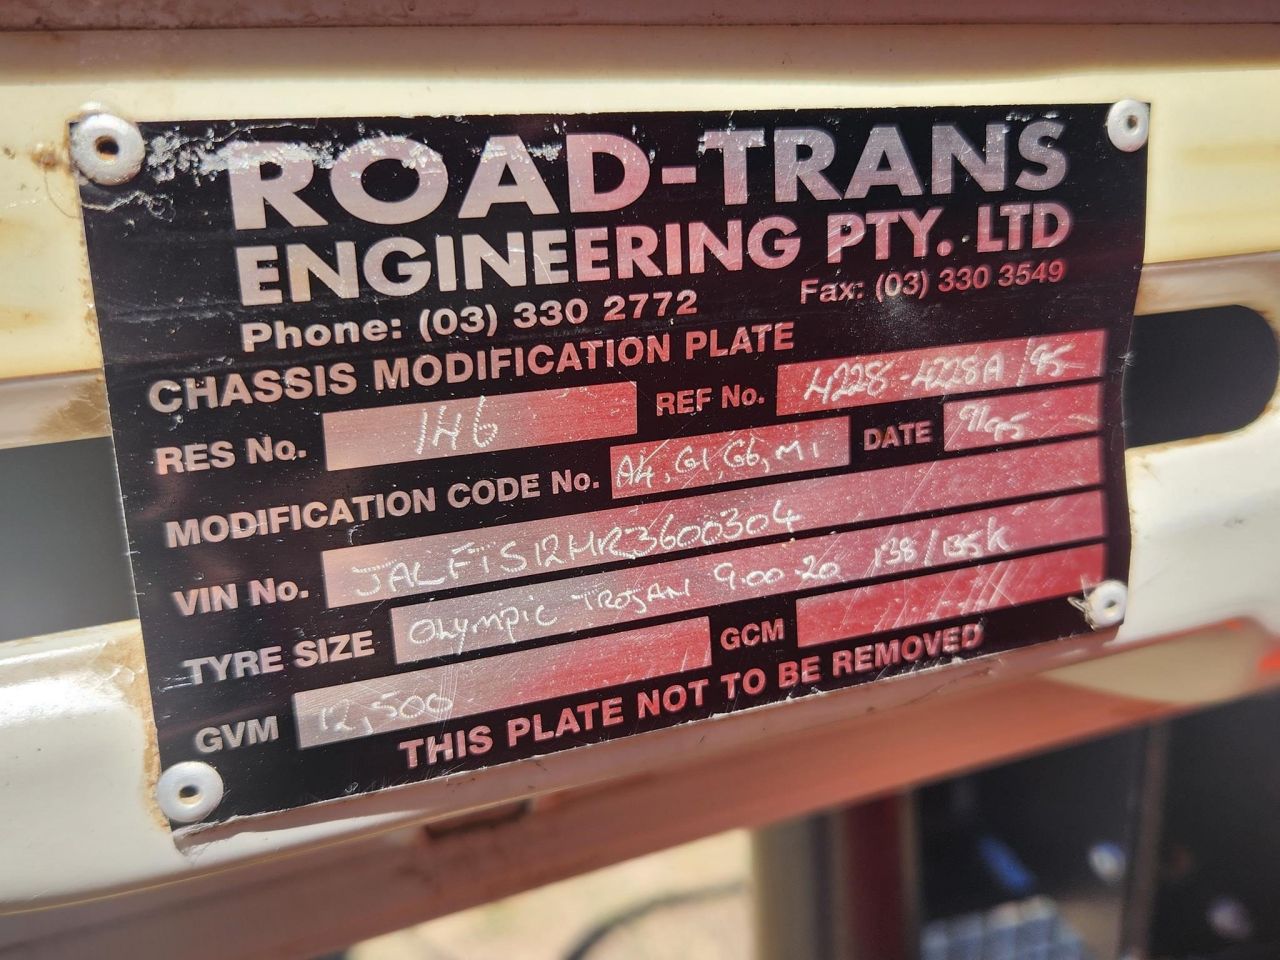 ROAD-TRANS
ENGINEERING PTY. LTD
Phone: (03) 330 2772 Fax: (03) 330 3549
CHASSIS MODIFICATION PLATE
RES No. 146 REF No. 4228-4228A/95
MODIFICATION CODE No. A4, G1, G6, M1 DATE 9/95
VIN No. JALFTS12HR3600304
TYRE SIZE OLYMPIC TROJAN 9.00-20 138/135K
GVM 12,500 GCM
THIS PLATE NOT TO BE REMOVED